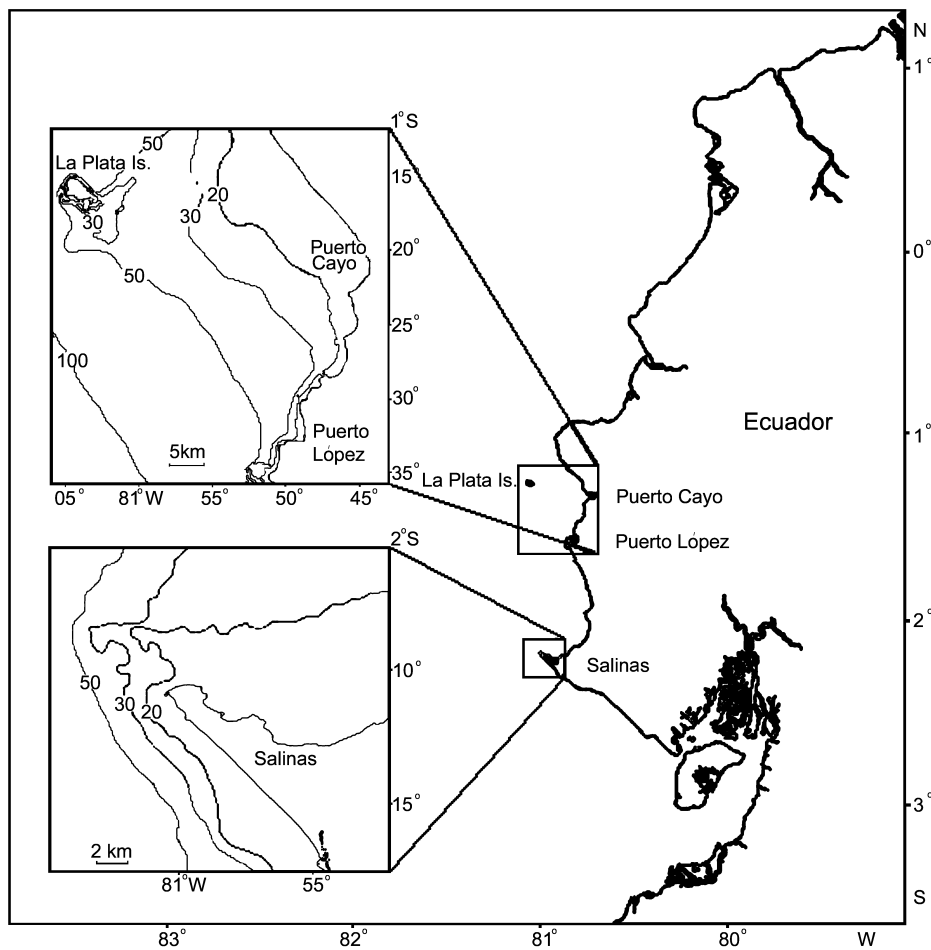 N
1°
0°
Ecuador
1°
La Plata Is.
Puerto Cayo
Puerto López
2°
Salinas
3°
S
83°
82°
81°
80°
W
1°S
50
La Plata Is.
15°
20
30
30
Puerto
Cayo
20°
50
25°
100
30°
Puerto
López
5km
35°
05°
81°W
55°
50°
45°
2°S
10°
50
30
20
Salinas
15°
2 km
81°W
55°